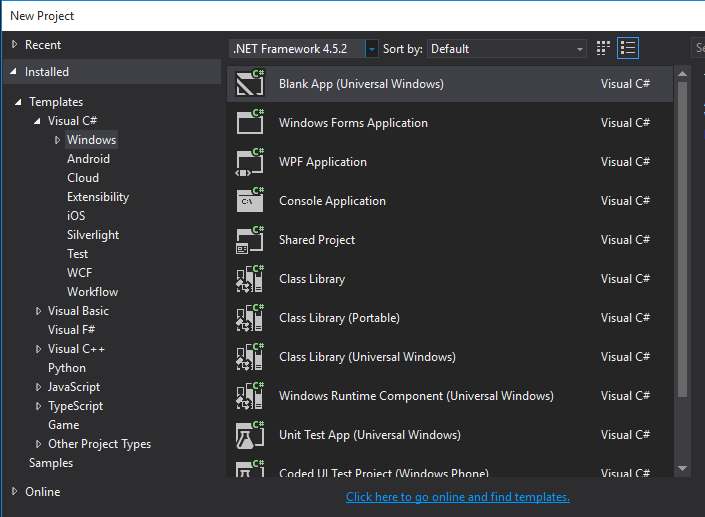 New Project
Recent
.NET Framework 4.5.2
Sort by:
Default
Installed
Templates
Visual C#
Windows
Android
Cloud
Extensibility
iOS
Silverlight
Test
WCF
Workflow
Visual Basic
Visual F#
Visual C++
Python
JavaScript
TypeScript
Game
Other Project Types
Samples
Online
Blank App (Universal Windows) Visual C#
Windows Forms Application Visual C#
WPF Application Visual C#
Console Application Visual C#
Shared Project Visual C#
Class Library Visual C#
Class Library (Portable) Visual C#
Class Library (Universal Windows) Visual C#
Windows Runtime Component (Universal Windows) Visual C#
Unit Test App (Universal Windows) Visual C#
Coded UI Test Project (Windows Phone) Visual C#
Click here to go online and find templates.